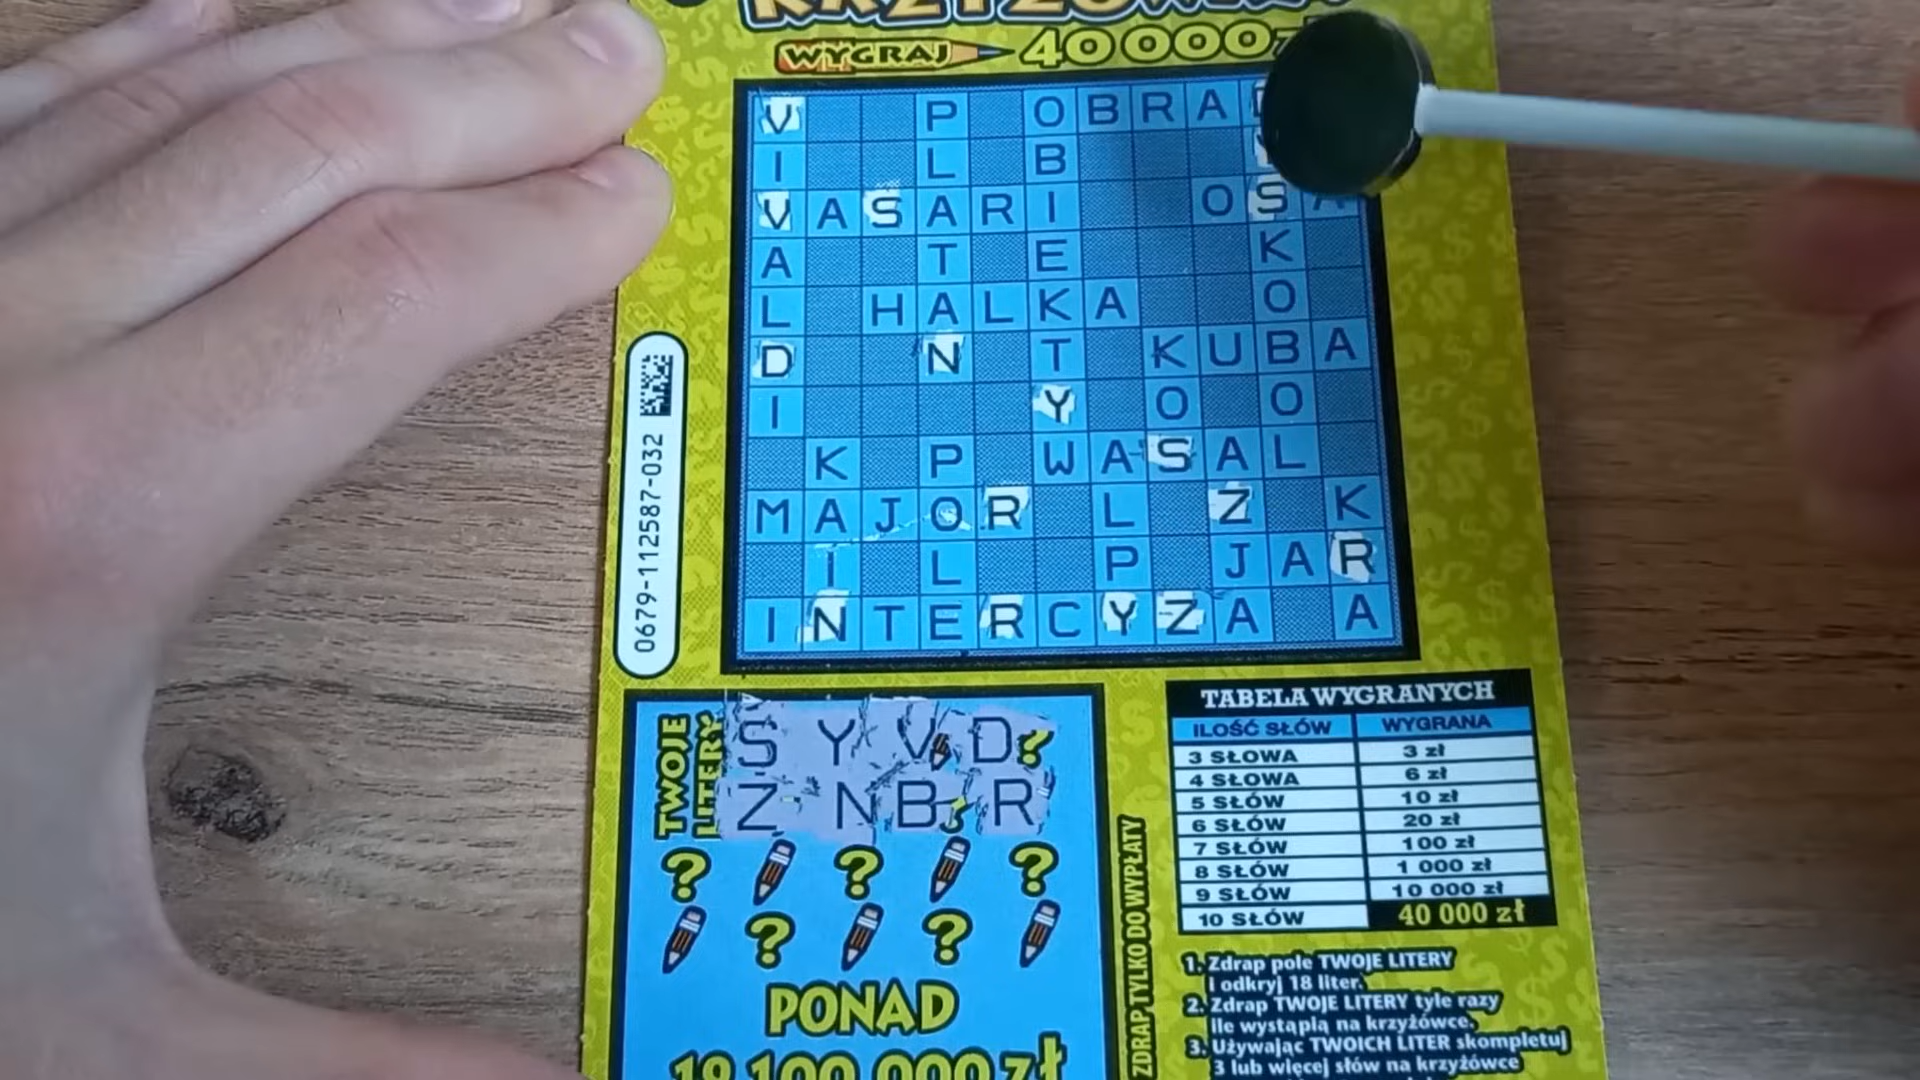 WYGRAJ 40 000
V P OBRA
I L B
VASARI OS
A T E K
L HALKA O
D N T KUBA
I Y O O
K P WASAL
MAJOR L Z K
I L P JAR
INTERCYZA A
0679-112587-032
TWOJE LITERY
S Y V D
Z N B R
PONAD
19 100 000 zł
ZDRAP TYLKO DO WYPŁATY
TABELA WYGRANYCH
ILOŚĆ SŁÓW WYGRANA
3 SŁOWA 3 zł
4 SŁOWA 6 zł
5 SŁÓW 10 zł
6 SŁÓW 20 zł
7 SŁÓW 100 zł
8 SŁÓW 1 000 zł
9 SŁÓW 10 000 zł
10 SŁÓW 40 000 zł
1. Zdrap pole TWOJE LITERY
i odkryj 18 liter.
2. Zdrap TWOJE LITERY tyle razy
ile wystąpią na krzyżówce.
3. Używając TWOICH LITER skompletuj
3 lub więcej słów na krzyżówce